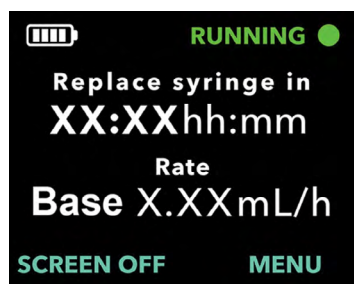 RUNNING
Replace syringe in
XX:XXhh:mm
Rate
Base X.XXmL/h
SCREEN OFF MENU